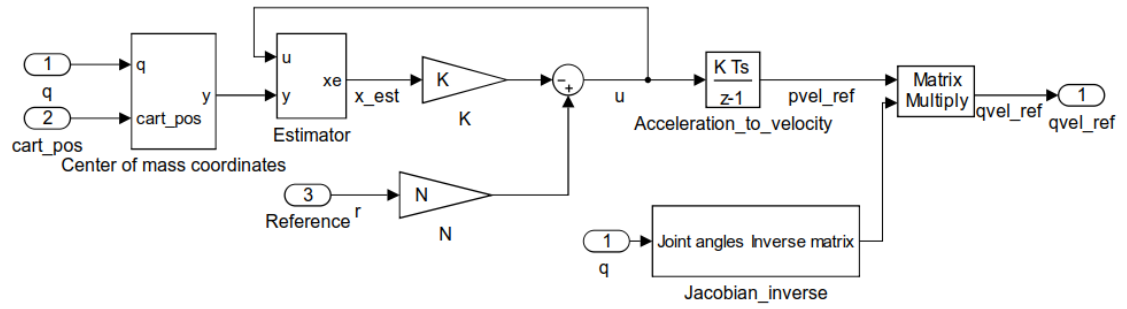 1
q
2
cart_pos
q
y
cart_pos
Center of mass coordinates
u
y
xe
Estimator
x_est
K
K
3
Reference
r
N
N
−
+
u
K Ts
z-1
Acceleration_to_velocity
pvel_ref
Matrix
Multiply
qvel_ref
1
qvel_ref
1
q
Joint angles Inverse matrix
Jacobian_inverse